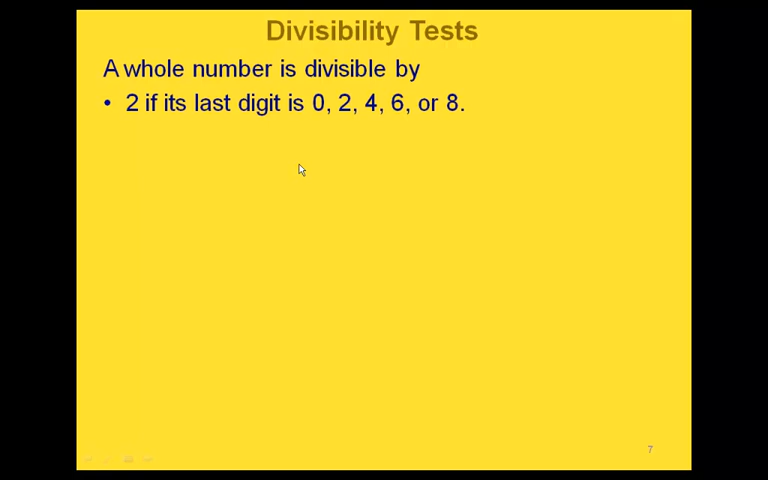 Divisibility Tests
A whole number is divisible by
• 2 if its last digit is 0, 2, 4, 6, or 8.
7